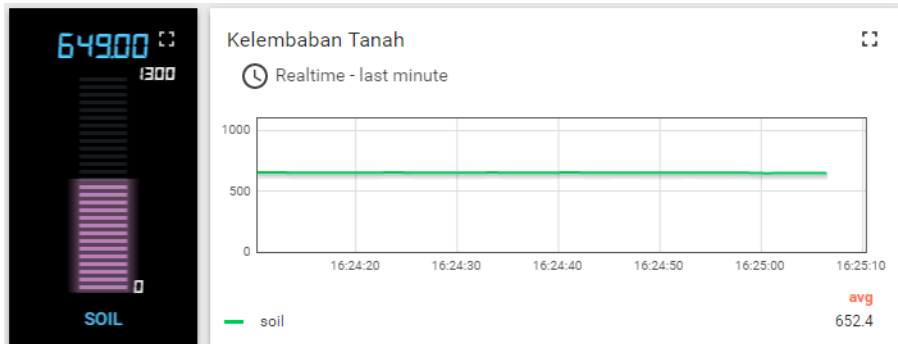 649.00
1300
0
SOIL
Kelembaban Tanah
Realtime - last minute
1000
500
0
16:24:20 16:24:30 16:24:40 16:24:50 16:25:00 16:25:10
avg
soil 652.4